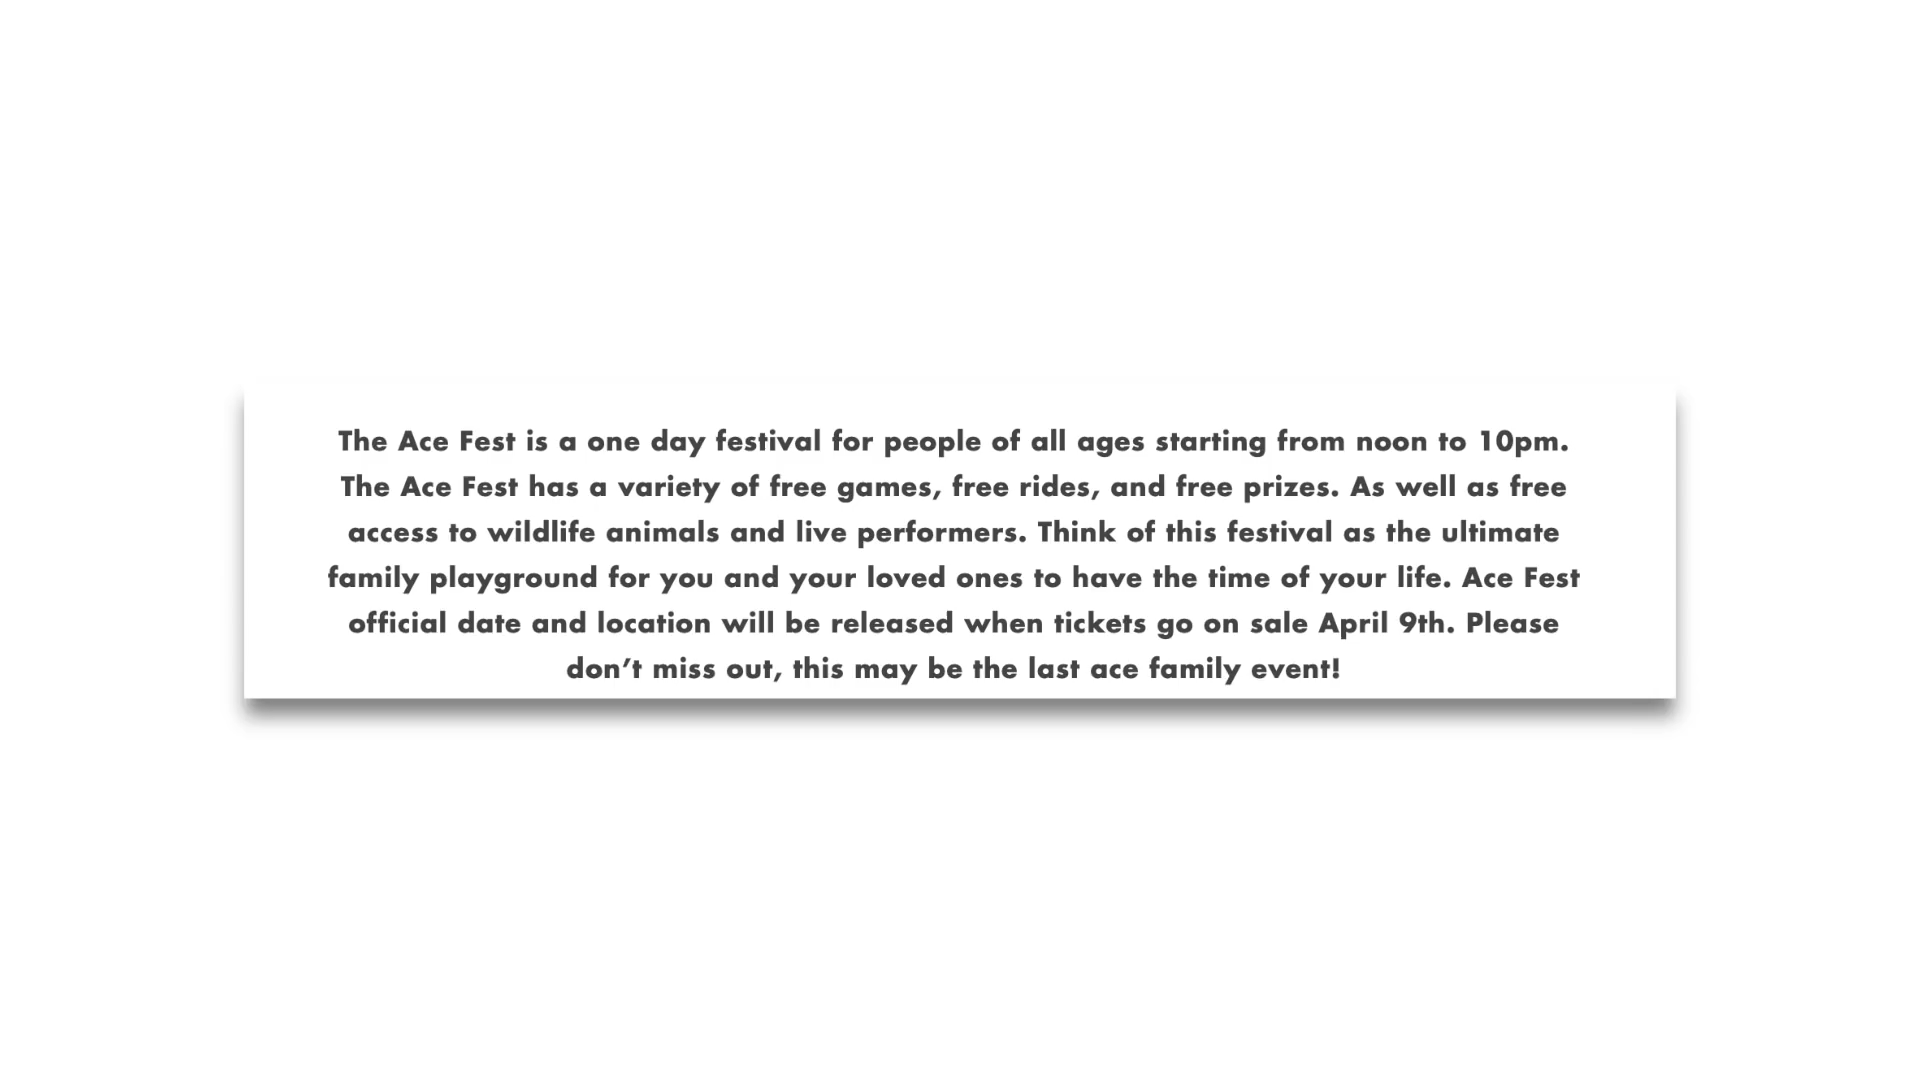 The Ace Fest is a one day festival for people of all ages starting from noon to 10pm.
The Ace Fest has a variety of free games, free rides, and free prizes. As well as free
access to wildlife animals and live performers. Think of this festival as the ultimate
family playground for you and your loved ones to have the time of your life. Ace Fest
official date and location will be released when tickets go on sale April 9th. Please
don’t miss out, this may be the last ace family event!